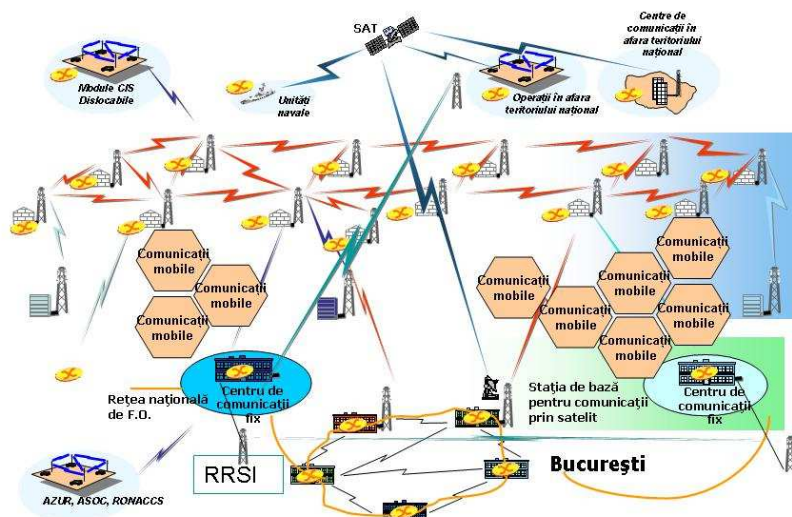 SAT
Centre de
comunicații în
afara teritoriului
național
Module CIS
Dislocabile
Unități
navale
Operații în afara
teritoriului național
Comunicații
mobile
Comunicații
mobile
Comunicații
mobile
Comunicații
mobile
Comunicații
mobile
Comunicații
mobile
Comunicații
mobile
Comunicații
mobile
Comunicații
mobile
Rețea națională
de F.O.
Centru de
comunicații
fix
Stația de bază
pentru comunicații
prin satelit
Centru de
comunicații
fix
RRSI
București
AZUR, ASOC, RONACCS